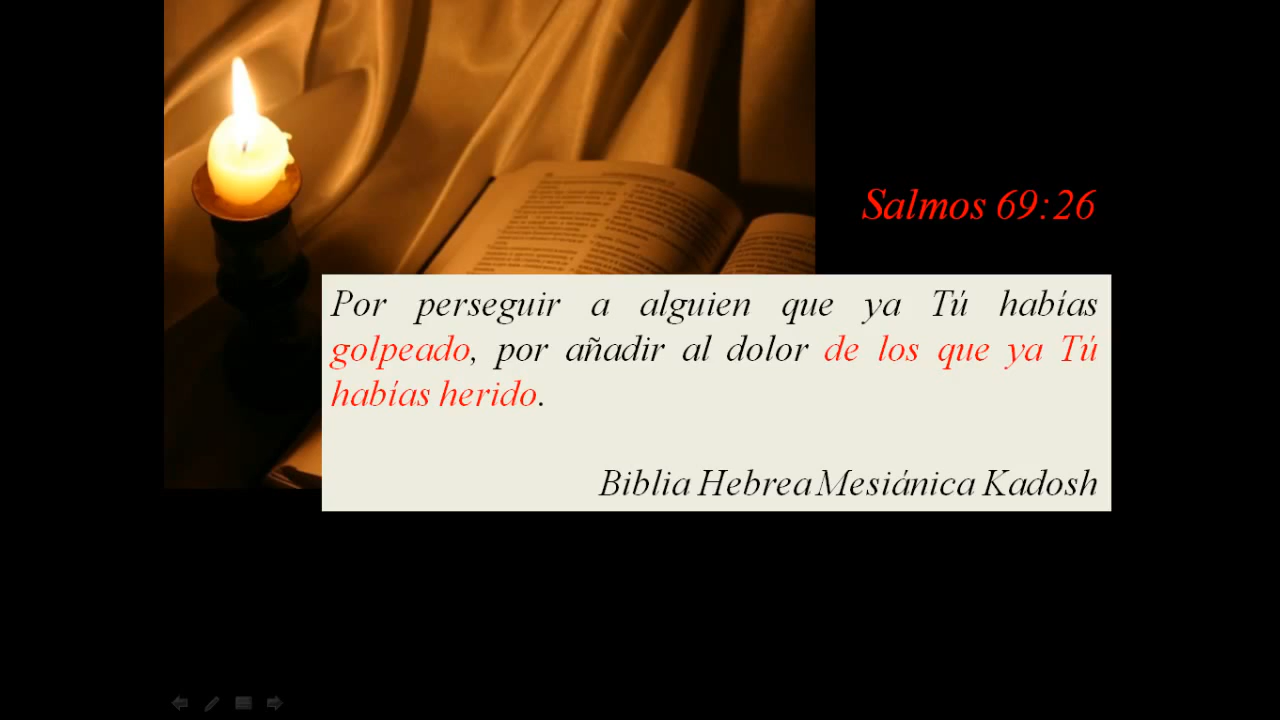 Salmos 69:26
Por perseguir a alguien que ya Tú habías
golpeado, por añadir al dolor de los que ya Tú
habías herido.
Biblia Hebrea Mesiánica Kadosh